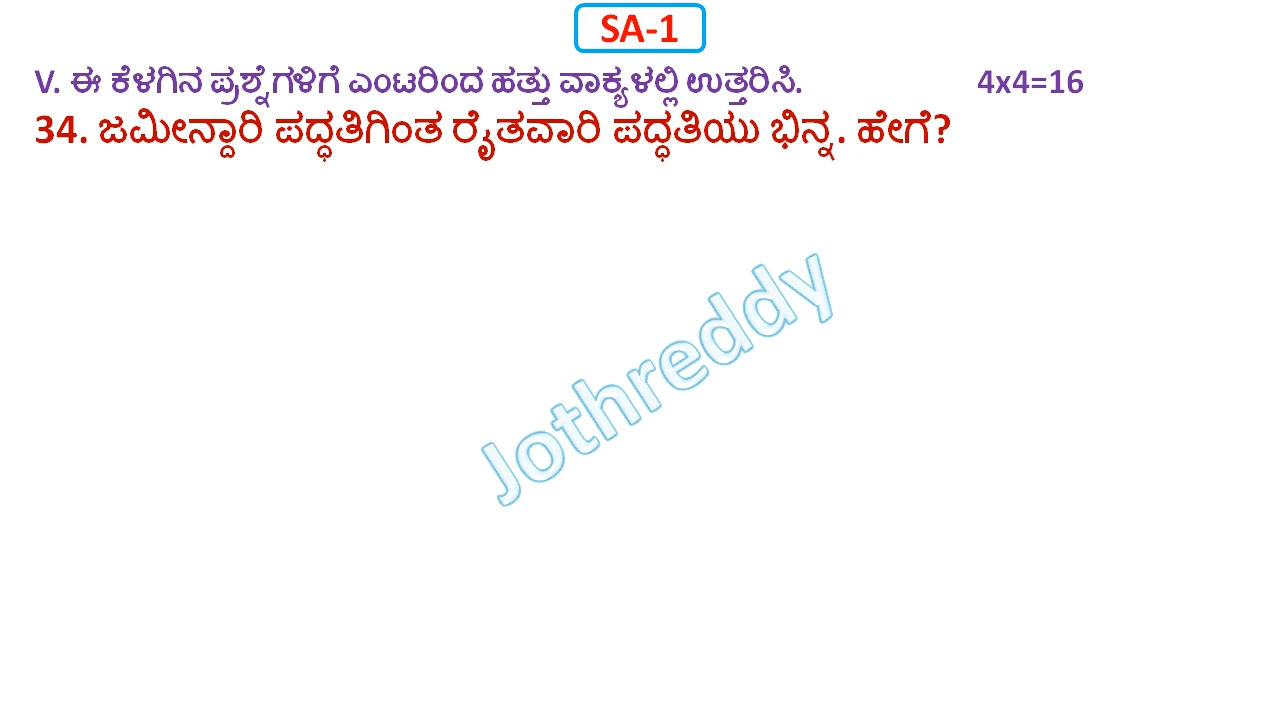 SA-1
V. ಈ ಕೆಳಗಿನ ಪ್ರಶ್ನೆಗಳಿಗೆ ಎಂಟರಿಂದ ಹತ್ತು ವಾಕ್ಯಳಲ್ಲಿ ಉತ್ತರಿಸಿ. 4x4=16
34. ಜಮೀನ್ದಾರಿ ಪದ್ಧತಿಗಿಂತ ರೈತವಾರಿ ಪದ್ಧತಿಯು ಭಿನ್ನ. ಹೇಗೆ?
Jothreddy